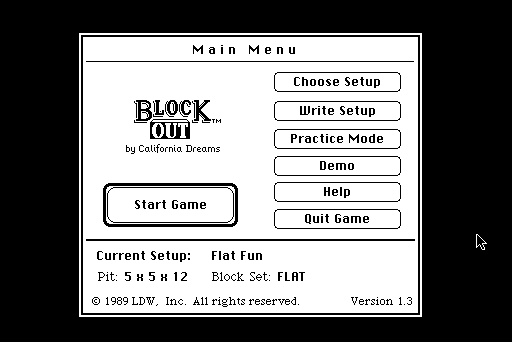 Main Menu
BLOCK OUT™
by California Dreams
Start Game
Choose Setup
Write Setup
Practice Mode
Demo
Help
Quit Game
Current Setup: Flat Fun
Pit: 5 x 5 x 12 Block Set: FLAT
© 1989 LDW, Inc. All rights reserved. Version 1.3